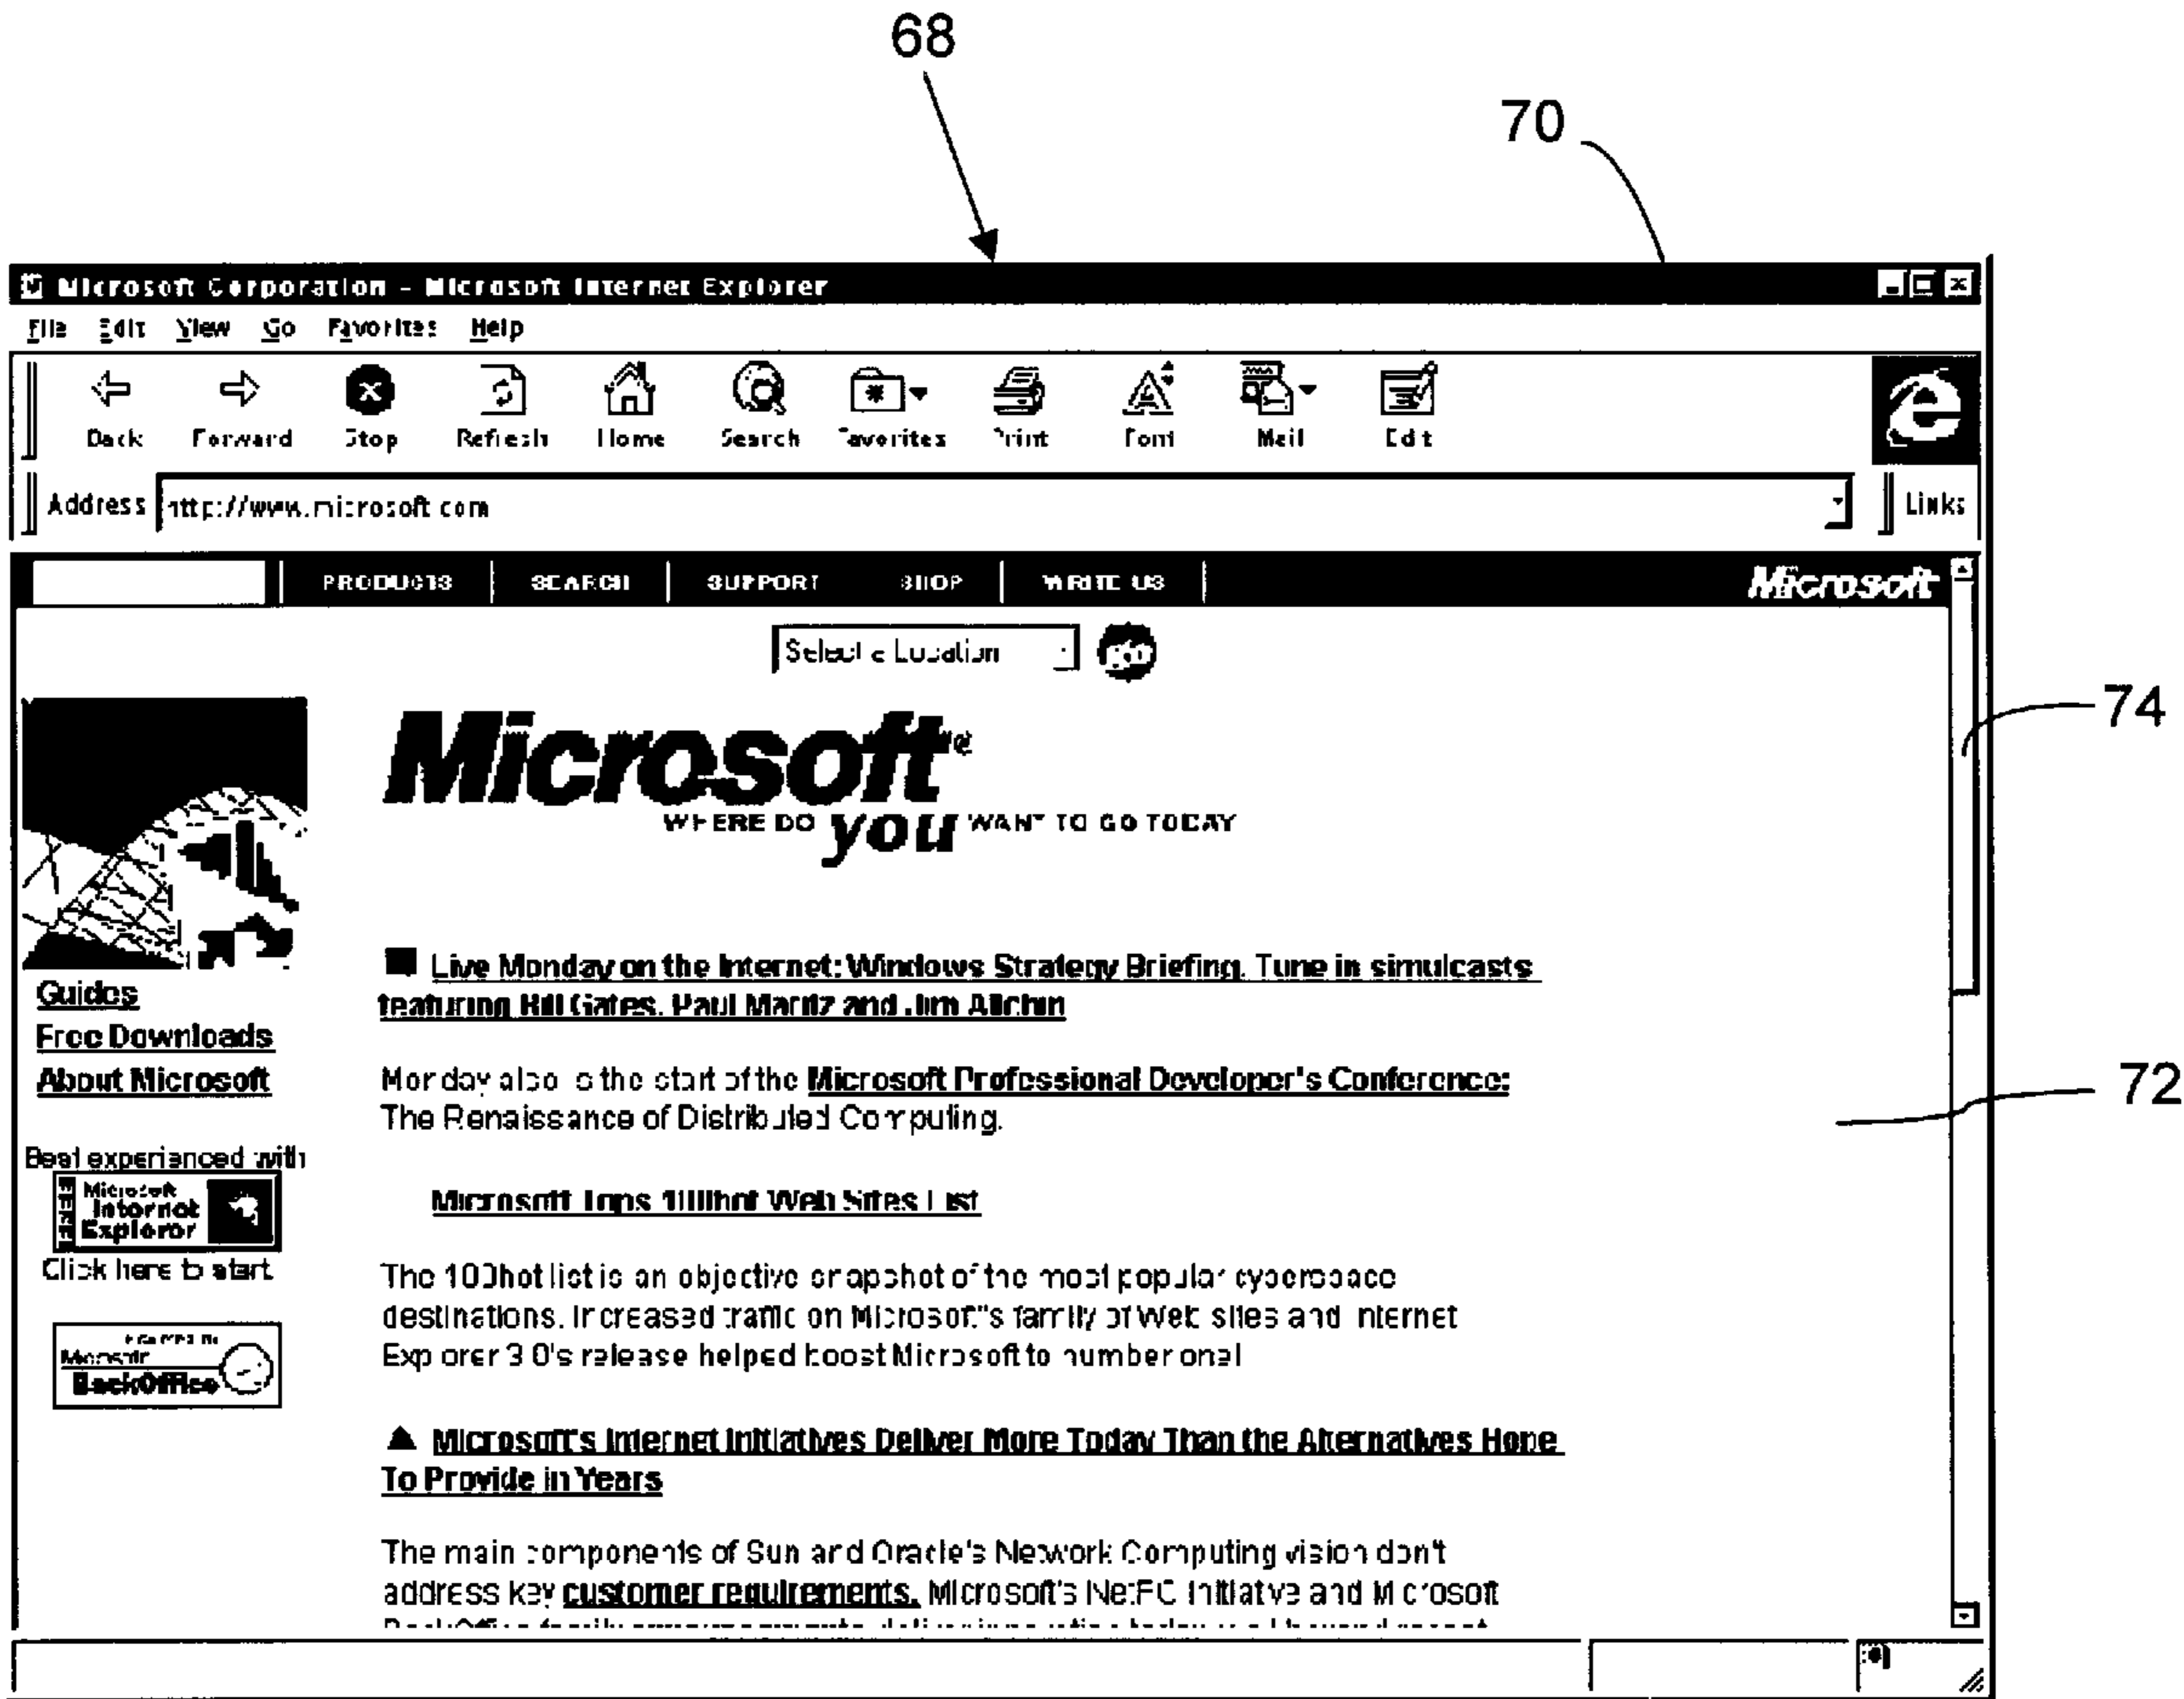 68
70
Microsoft Corporation - Microsoft Internet Explorer
File Edit View Go Favorites Help
Back Forward Stop Refresh Home Search Favorites Print Font Mail Edit
Address http://www.microsoft.com Links
PRODUCTS SEARCH SUPPORT SHOP WRITE US Microsoft
Select a Location
74
Microsoft®
WHERE DO you WANT TO GO TODAY
Live Monday on the Internet: Windows Strategy Briefing. Tune in simulcasts
featuring Bill Gates, Paul Maritz and Jim Allchin
Guides
Free Downloads
About Microsoft
Monday also is the start of the Microsoft Professional Developer's Conference:
The Renaissance of Distributed Computing.
72
Best experienced with
Microsoft
Internet
Explorer
Click here to start
Microsoft Tops 100hot Web Sites List
The 100hot list is an objective snapshot of the most popular cyberspace
destinations. Increased traffic on Microsoft's family of Web sites and Internet
Explorer 3.0's release helped boost Microsoft to number one!
Microsoft
BackOffice
Microsoft's Internet Initiatives Deliver More Today Than the Alternatives Hope
To Provide in Years
The main components of Sun and Oracle's Network Computing vision don't
address key customer requirements. Microsoft's NetPC Initiative and Microsoft